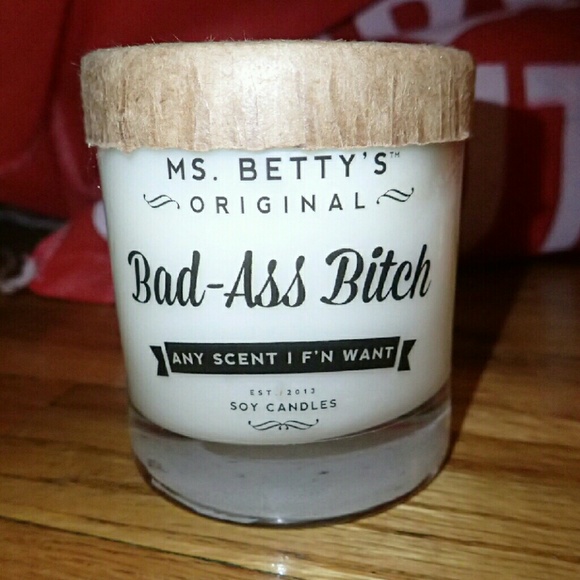 MS. BETTY'S™
ORIGINAL
Bad-Ass Bitch
ANY SCENT I F'N WANT
EST. / 2013
SOY CANDLES